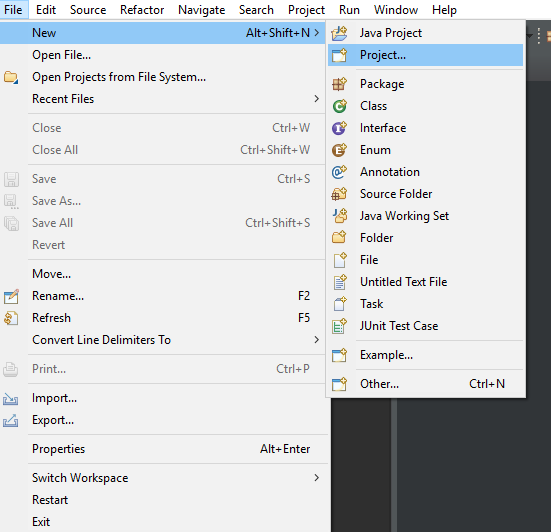 File Edit Source Refactor Navigate Search Project Run Window Help
New Alt+Shift+N >
Open File...
Open Projects from File System...
Recent Files >
Close Ctrl+W
Close All Ctrl+Shift+W
Save Ctrl+S
Save As...
Save All Ctrl+Shift+S
Revert
Move...
Rename... F2
Refresh F5
Convert Line Delimiters To >
Print... Ctrl+P
Import...
Export...
Properties Alt+Enter
Switch Workspace >
Restart
Exit
Java Project
Project...
Package
Class
Interface
Enum
Annotation
Source Folder
Java Working Set
Folder
File
Untitled Text File
Task
JUnit Test Case
Example...
Other... Ctrl+N